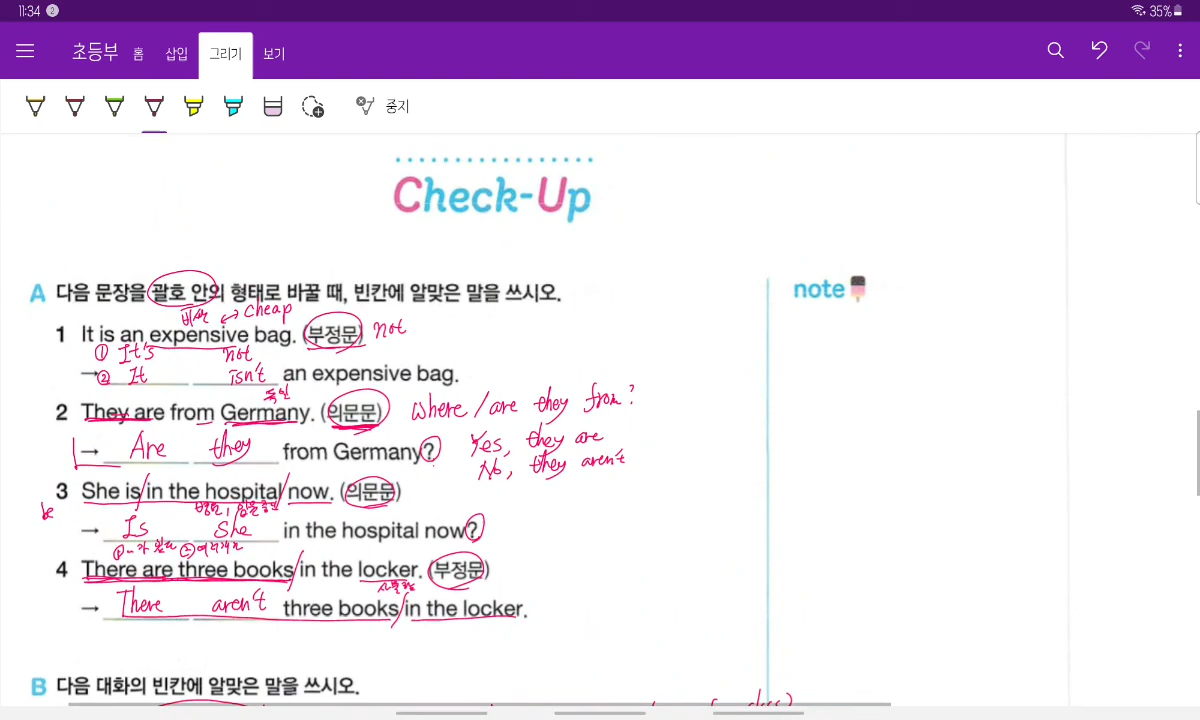 11:34 2 35%
초등부 홈 삽입 그리기 보기
중지
Check-Up
A 다음 문장을 괄호 안의 형태로 바꿀 때, 빈칸에 알맞은 말을 쓰시오.
note
비싼 ↔ cheap
1 It is an expensive bag. (부정문) not
① It's not
→ ② It isn't an expensive bag.
독일
2 They are from Germany. (의문문) where / are they from?
→ Are they from Germany? Yes, they are
No, they aren't
3 She is/in the hospital/now. (의문문)
be
→ Is She in the hospital now?
4 There are three books/in the locker. (부정문)
사물함
→ There aren't three books/in the locker.
B 다음 대화의 빈칸에 알맞은 말을 쓰시오.